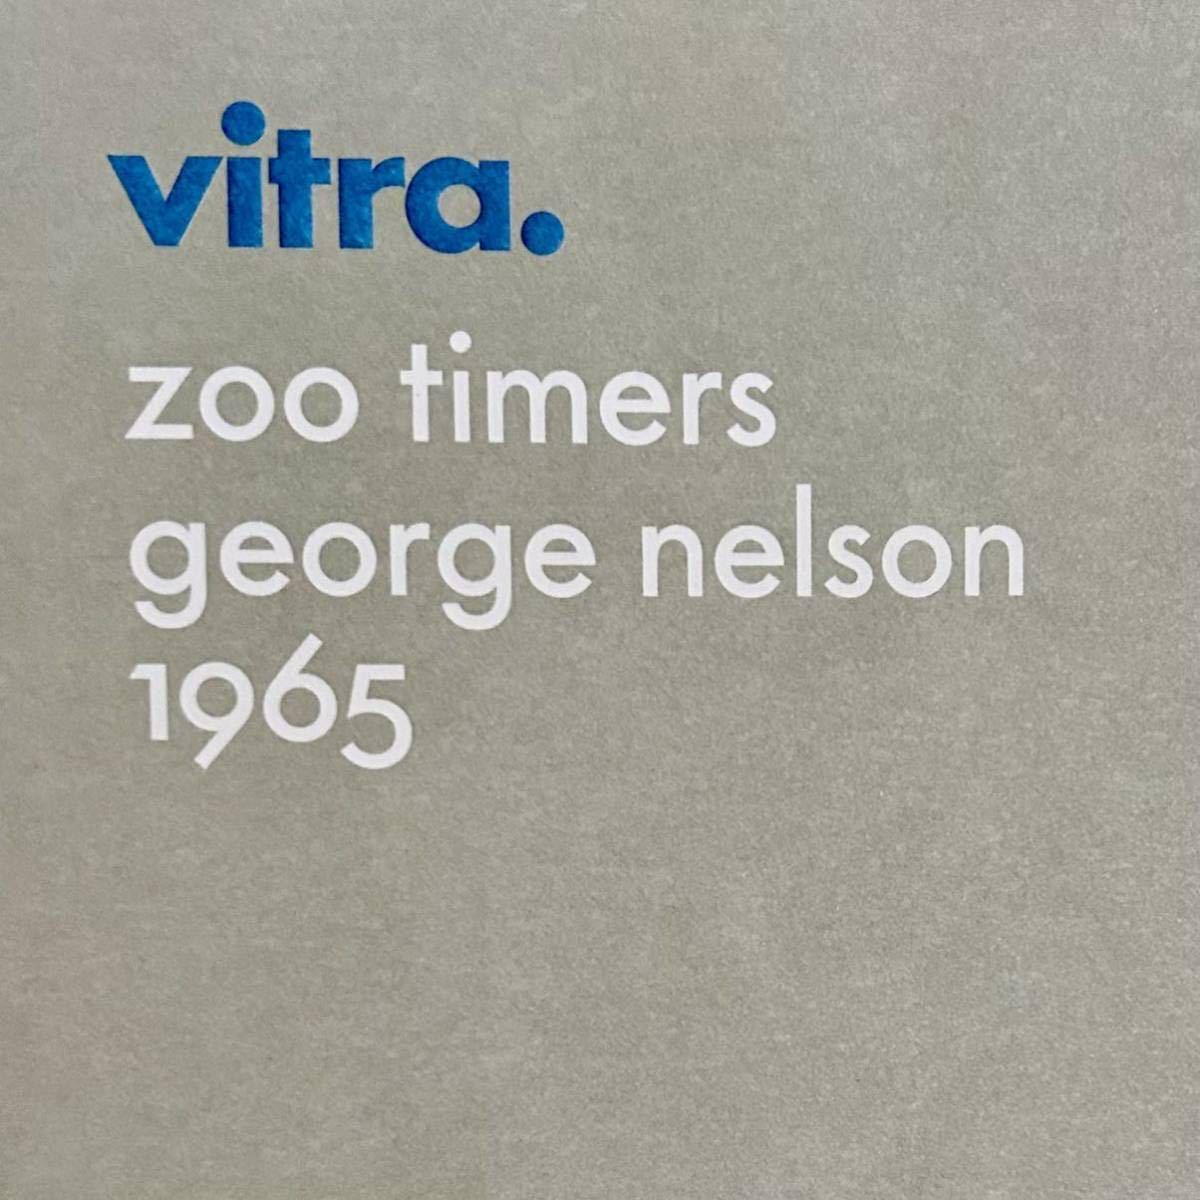 vitra.
zoo timers
george nelson
1965